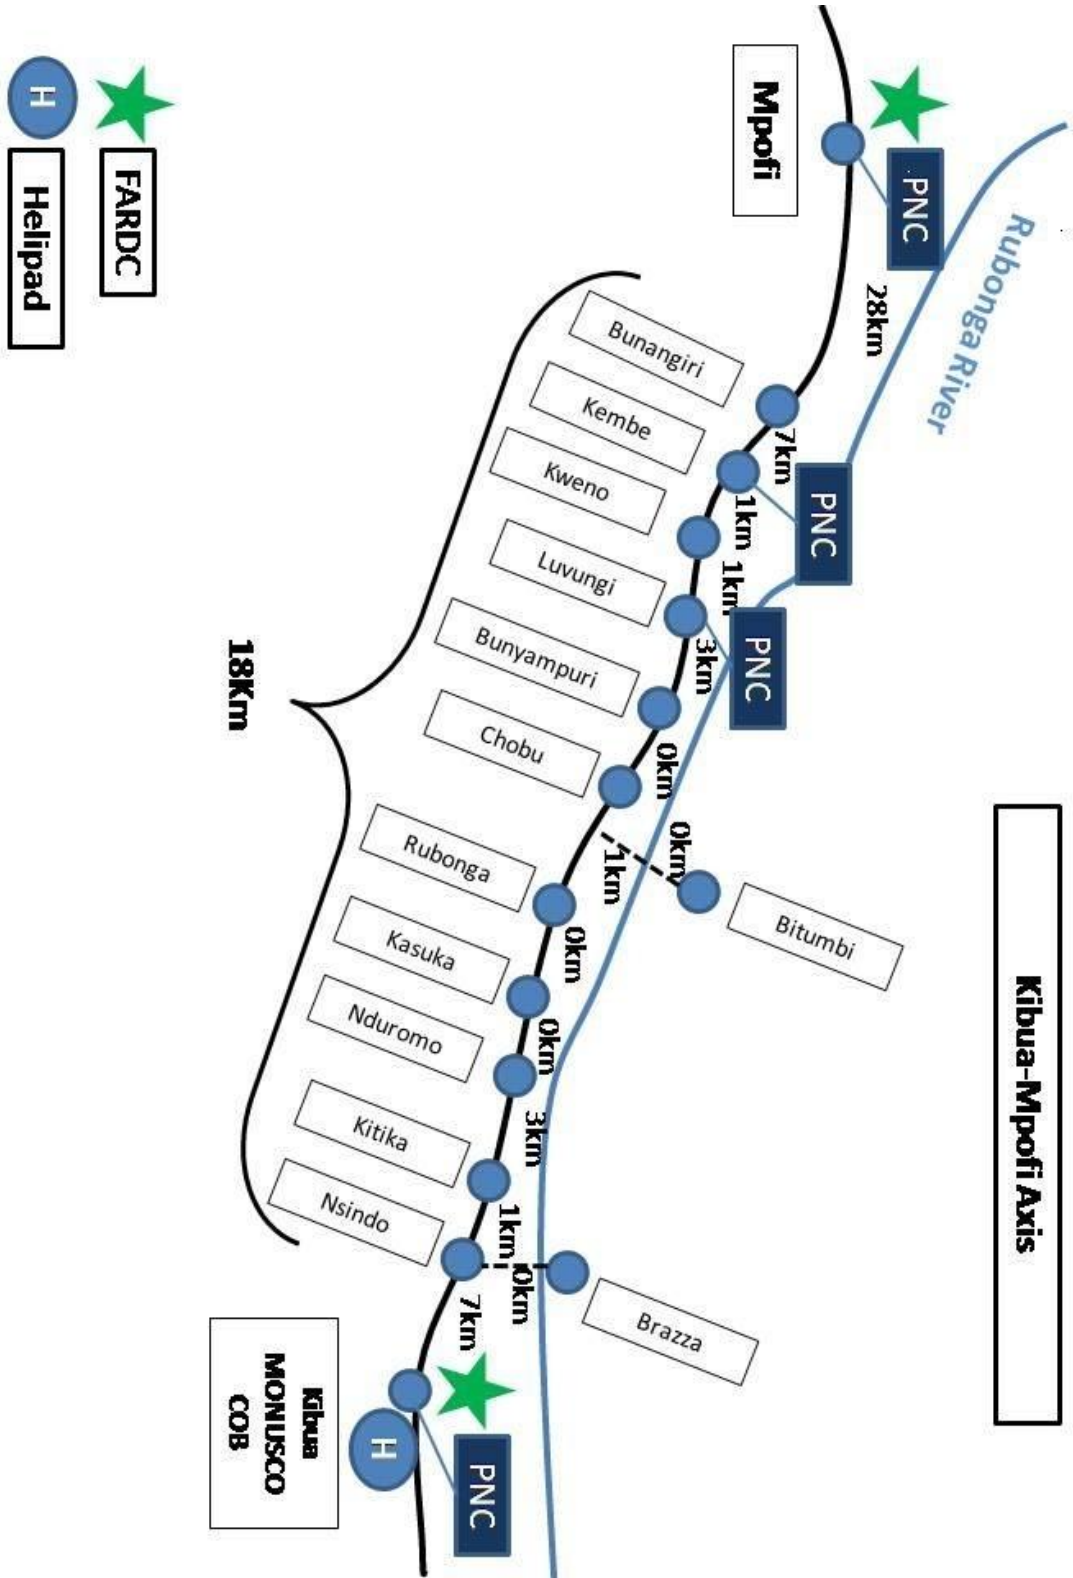 Kibua-Mpofi Axis
Rubonga River
PNC
28km
Mpofi
7km
PNC
1km
1km
PNC
3km
0km
0km
1km
0km
0km
3km
1km
0km
7km
PNC
Bitumbi
Brazza
Bunangiri
Kembe
Kweno
Luvungi
Bunyampuri
Chobu
Rubonga
Kasuka
Nduromo
Kitika
Nsindo
18Km
H
Kibua
MONUSCO
COB
FARDC
H
Helipad